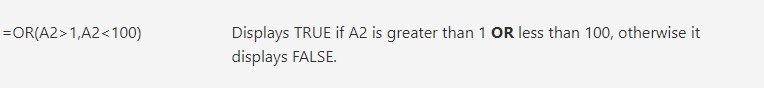 =OR(A2>1,A2<100) Displays TRUE if A2 is greater than 1 OR less than 100, otherwise it
displays FALSE.